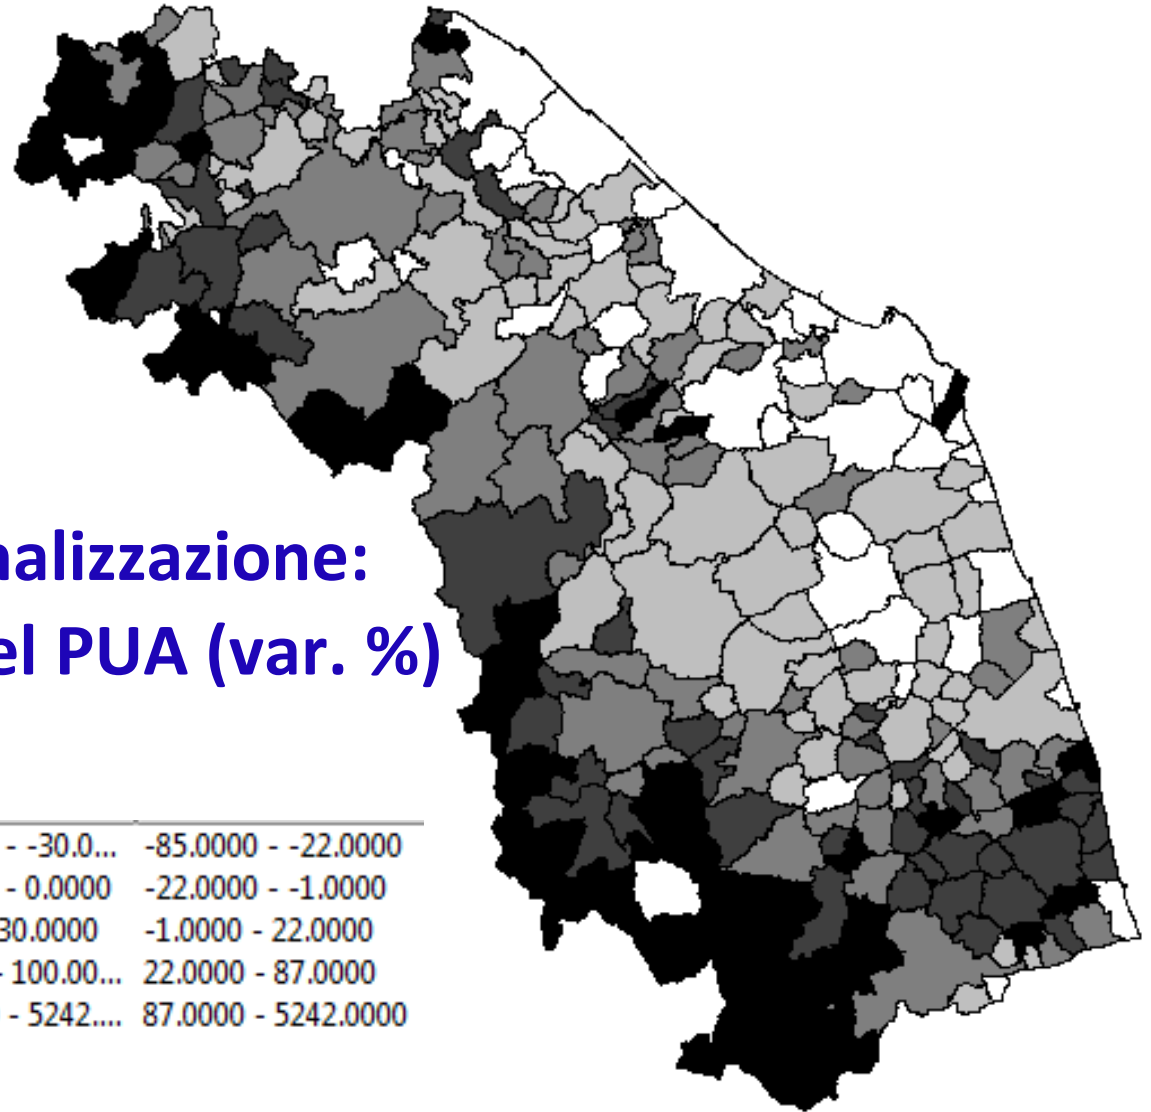 nalizzazione:
el PUA (var. %)
- -30.0... -85.0000 - -22.0000
- 0.0000 -22.0000 - -1.0000
30.0000 -1.0000 - 22.0000
- 100.00... 22.0000 - 87.0000
- 5242.... 87.0000 - 5242.0000